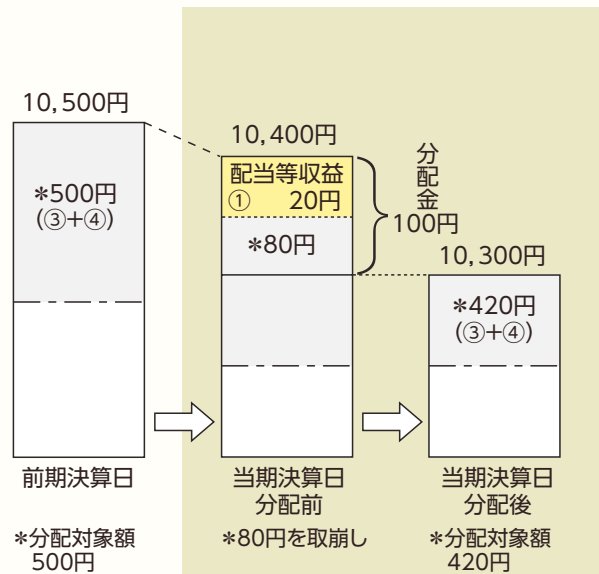 10,500円
＊500円
(③+④)
前期決算日
＊分配対象額
500円
10,400円
配当等収益
① 20円
＊80円
分配金
100円
当期決算日
分配前
＊80円を取崩し
10,300円
＊420円
(③+④)
当期決算日
分配後
＊分配対象額
420円